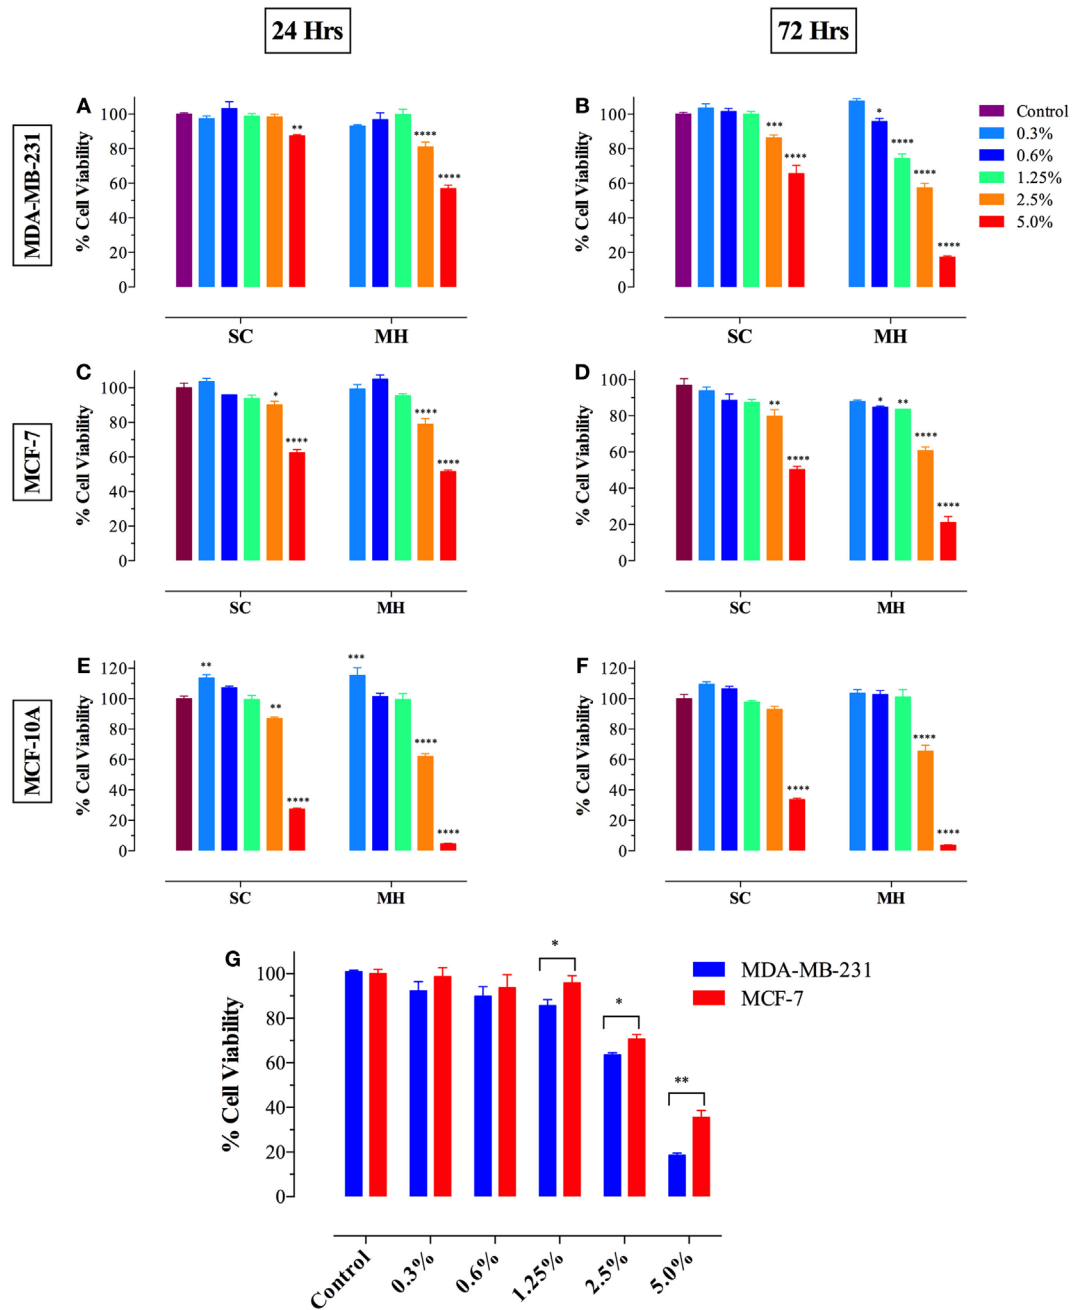 24 Hrs
72 Hrs
MDA-MB-231
A
% Cell Viability
100
80
60
40
20
0
**
****
****
SC
MH
B
% Cell Viability
100
80
60
40
20
0
***
****
*
****
****
****
SC
MH
Control
0.3%
0.6%
1.25%
2.5%
5.0%
MCF-7
C
% Cell Viability
100
80
60
40
20
0
*
****
****
****
SC
MH
D
% Cell Viability
100
80
60
40
20
0
**
****
*
**
****
****
SC
MH
MCF-10A
E
% Cell Viability
120
100
80
60
40
20
0
**
**
****
***
****
****
SC
MH
F
% Cell Viability
120
100
80
60
40
20
0
****
****
****
SC
MH
G
% Cell Viability
100
80
60
40
20
0
*
*
**
MDA-MB-231
MCF-7
Control
0.3%
0.6%
1.25%
2.5%
5.0%